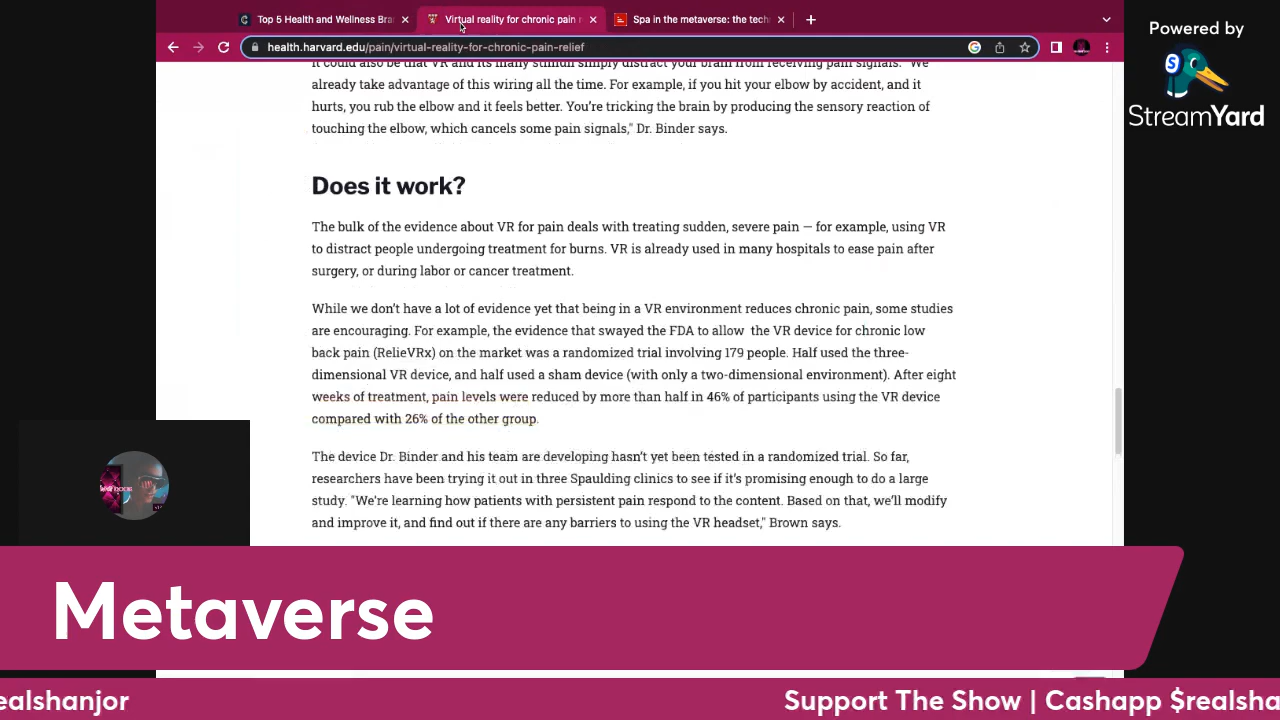 Top 5 Health and Wellness Bra
Virtual reality for chronic pain r
Spa in the metaverse: the tech
health.harvard.edu/pain/virtual-reality-for-chronic-pain-relief
Powered by
StreamYard
it could also be that VR and its many stimuli simply distract your brain from receiving pain signals. "We
already take advantage of this wiring all the time. For example, if you hit your elbow by accident, and it
hurts, you rub the elbow and it feels better. You're tricking the brain by producing the sensory reaction of
touching the elbow, which cancels some pain signals," Dr. Binder says.
Does it work?
The bulk of the evidence about VR for pain deals with treating sudden, severe pain — for example, using VR
to distract people undergoing treatment for burns. VR is already used in many hospitals to ease pain after
surgery, or during labor or cancer treatment.
While we don't have a lot of evidence yet that being in a VR environment reduces chronic pain, some studies
are encouraging. For example, the evidence that swayed the FDA to allow the VR device for chronic low
back pain (RelieVRx) on the market was a randomized trial involving 179 people. Half used the three-
dimensional VR device, and half used a sham device (with only a two-dimensional environment). After eight
weeks of treatment, pain levels were reduced by more than half in 46% of participants using the VR device
compared with 26% of the other group.
The device Dr. Binder and his team are developing hasn't yet been tested in a randomized trial. So far,
researchers have been trying it out in three Spaulding clinics to see if it's promising enough to do a large
study. "We're learning how patients with persistent pain respond to the content. Based on that, we'll modify
and improve it, and find out if there are any barriers to using the VR headset," Brown says.
Metaverse
ealshanjor
Support The Show | Cashapp $realsha